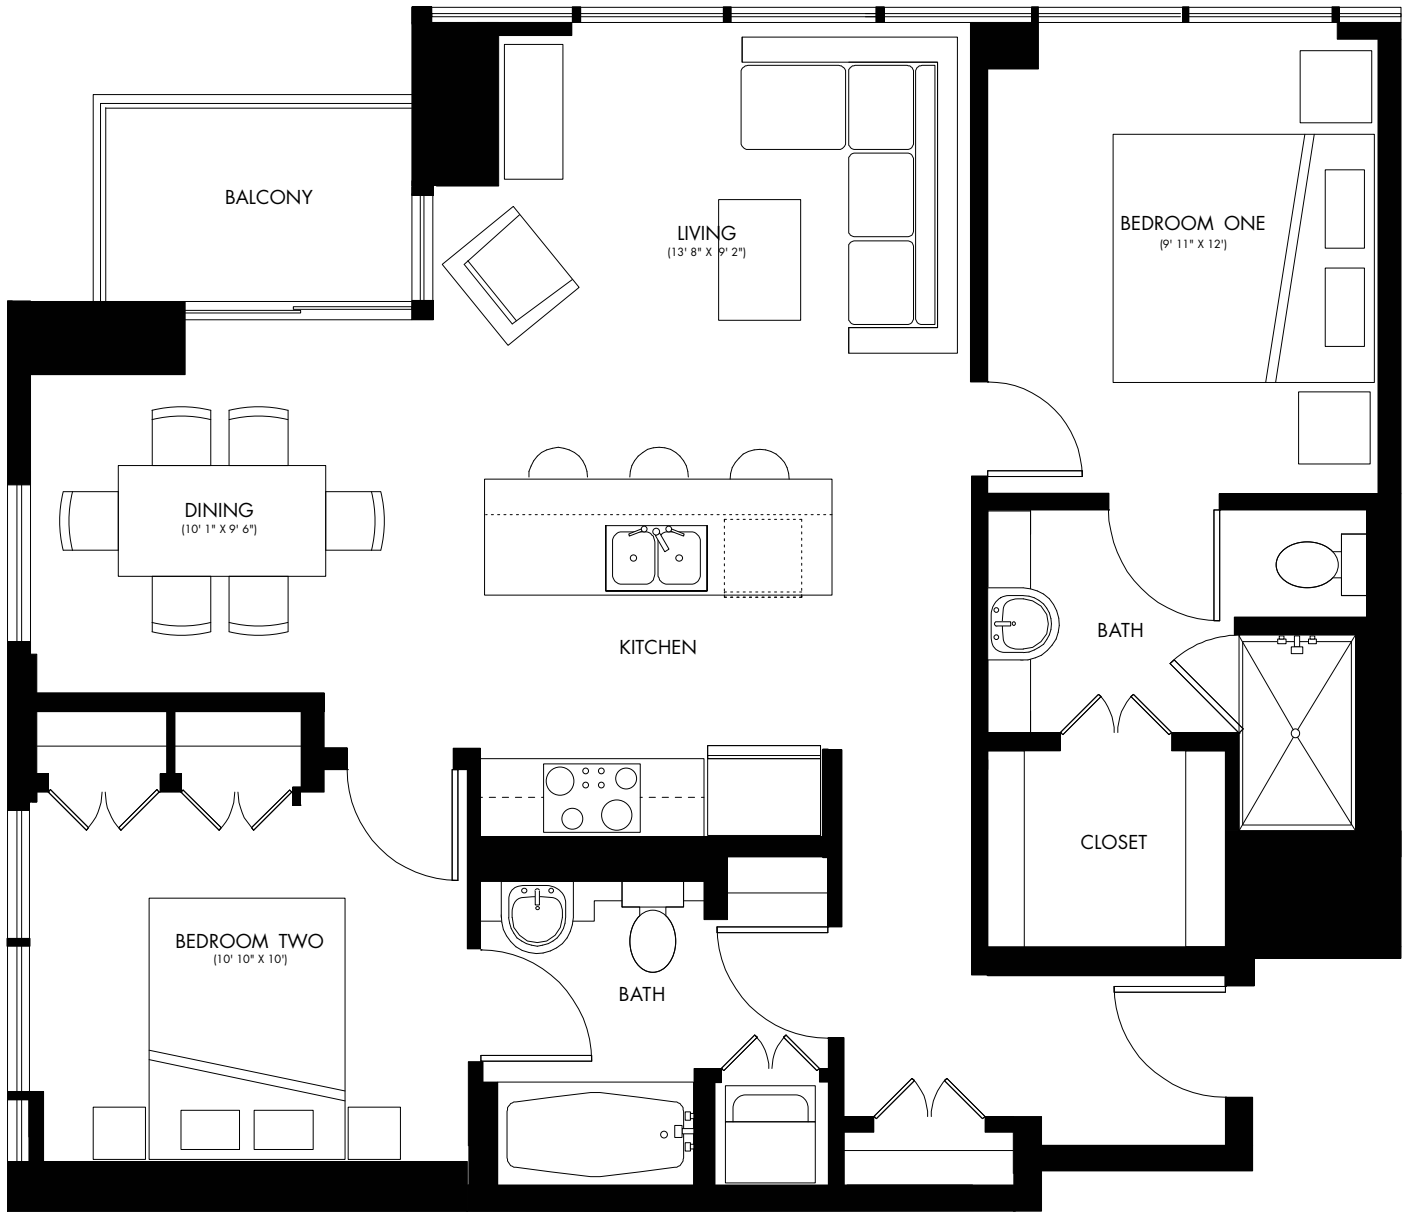 BALCONY
LIVING
(13' 8" X 9' 2")
BEDROOM ONE
(9' 11" X 12')
DINING
(10' 1" X 9' 6")
KITCHEN
BATH
CLOSET
BEDROOM TWO
(10' 10" X 10')
BATH